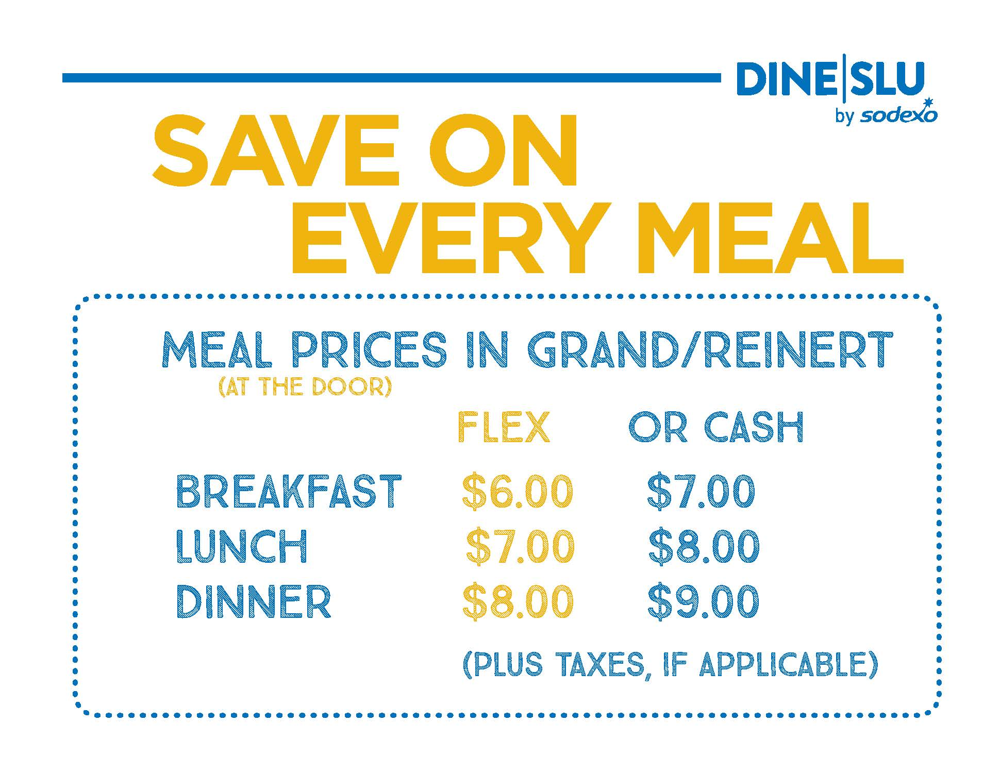 DINE|SLU
by sodexo
SAVE ON
EVERY MEAL
MEAL PRICES IN GRAND/REINERT
(AT THE DOOR)
FLEX OR CASH
BREAKFAST $6.00 $7.00
LUNCH $7.00 $8.00
DINNER $8.00 $9.00
(PLUS TAXES, IF APPLICABLE)